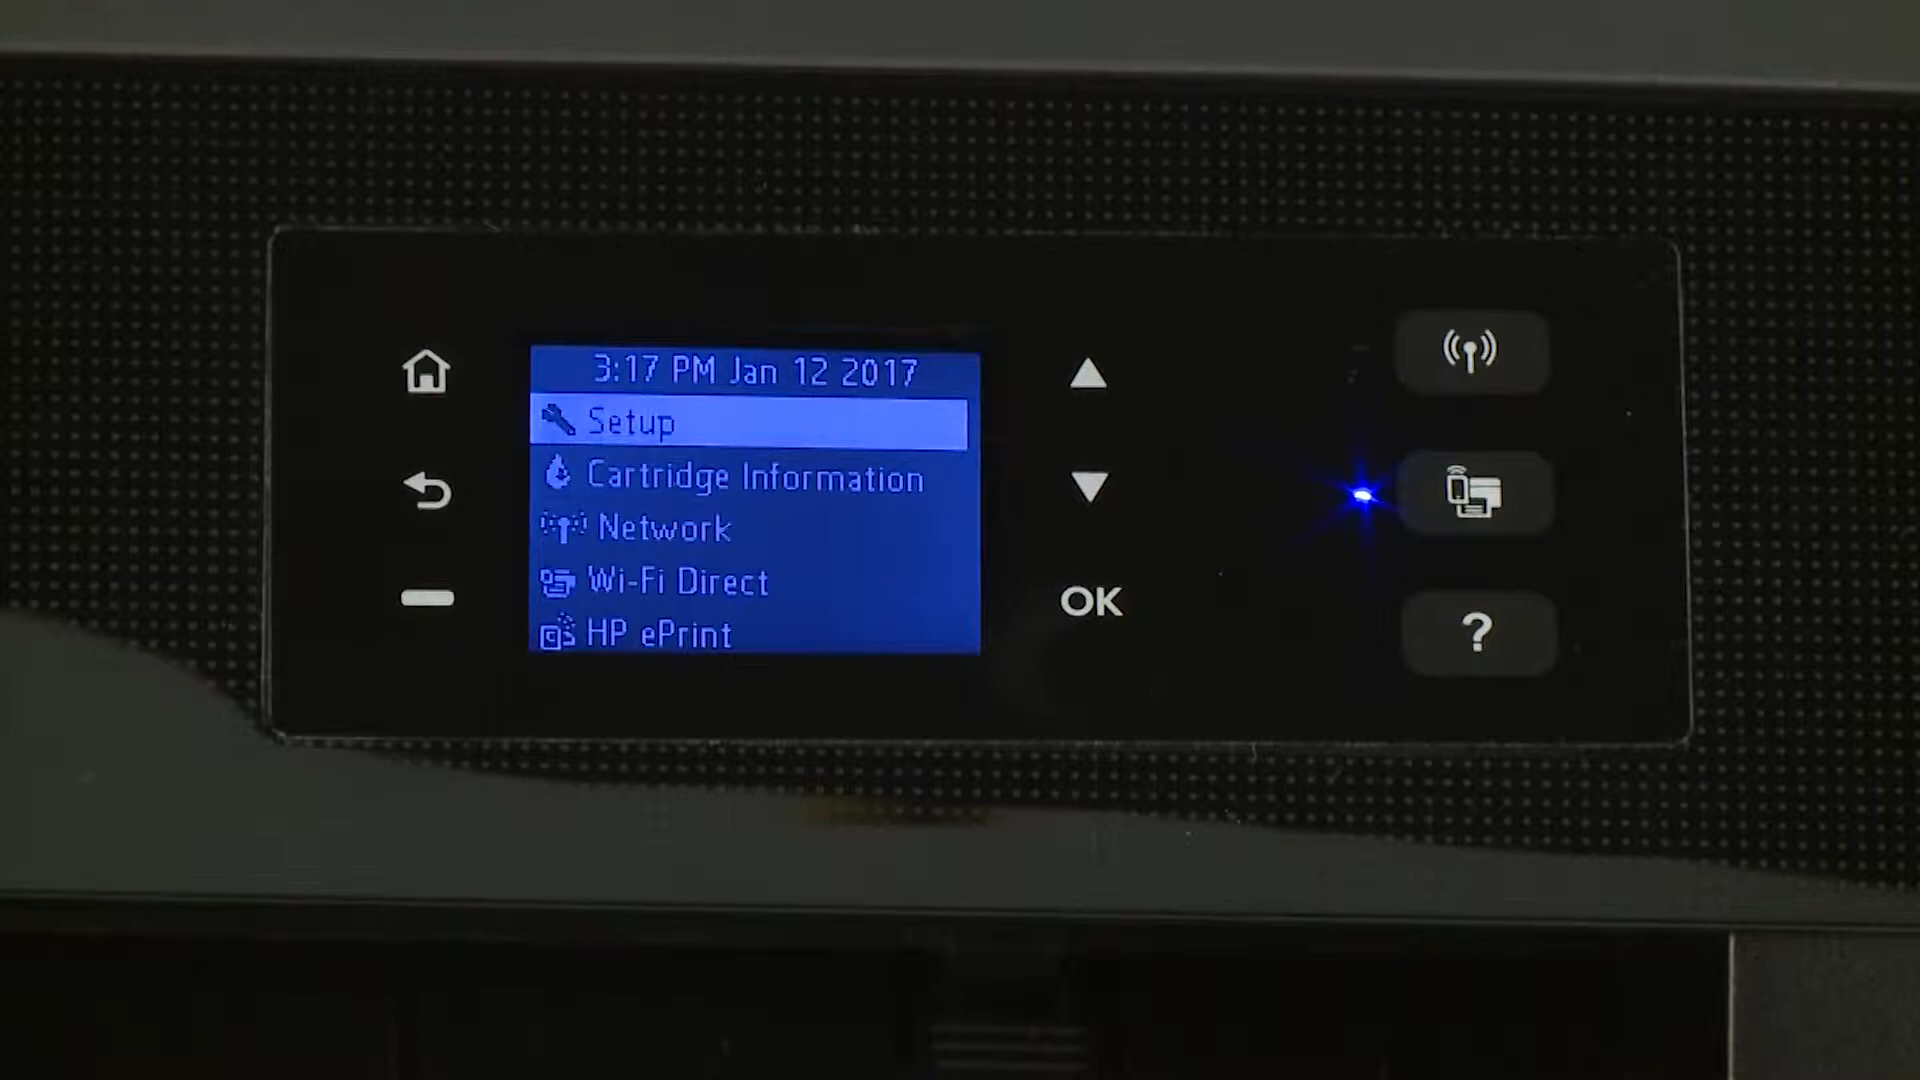 3:17 PM Jan 12 2017
Setup
Cartridge Information
Network
Wi-Fi Direct
HP ePrint
OK
?